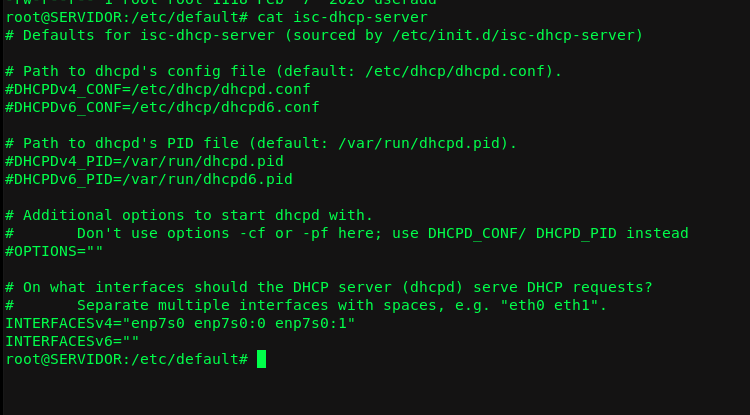 root@SERVIDOR:/etc/default# cat isc-dhcp-server
# Defaults for isc-dhcp-server (sourced by /etc/init.d/isc-dhcp-server)

# Path to dhcpd's config file (default: /etc/dhcp/dhcpd.conf).
#DHCPDv4_CONF=/etc/dhcp/dhcpd.conf
#DHCPDv6_CONF=/etc/dhcp/dhcpd6.conf

# Path to dhcpd's PID file (default: /var/run/dhcpd.pid).
#DHCPDv4_PID=/var/run/dhcpd.pid
#DHCPDv6_PID=/var/run/dhcpd6.pid

# Additional options to start dhcpd with.
#       Don't use options -cf or -pf here; use DHCPD_CONF/ DHCPD_PID instead
#OPTIONS=""

# On what interfaces should the DHCP server (dhcpd) serve DHCP requests?
#       Separate multiple interfaces with spaces, e.g. "eth0 eth1".
INTERFACESv4="enp7s0 enp7s0:0 enp7s0:1"
INTERFACESv6=""
root@SERVIDOR:/etc/default#